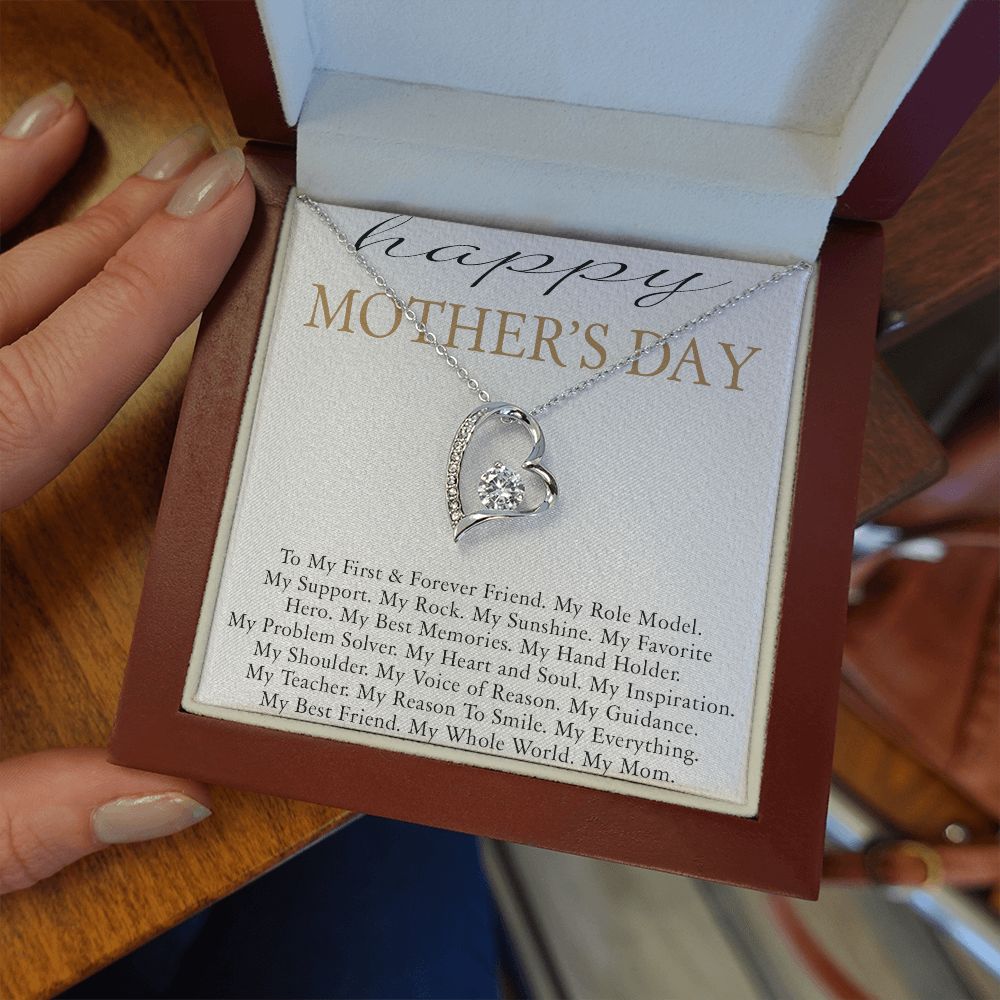 happy
MOTHER'S DAY
To My First & Forever Friend. My Role Model.
My Support. My Rock. My Sunshine. My Favorite
Hero. My Best Memories. My Hand Holder.
My Problem Solver. My Heart and Soul. My Inspiration.
My Shoulder. My Voice of Reason. My Guidance.
My Teacher. My Reason To Smile. My Everything.
My Best Friend. My Whole World. My Mom.